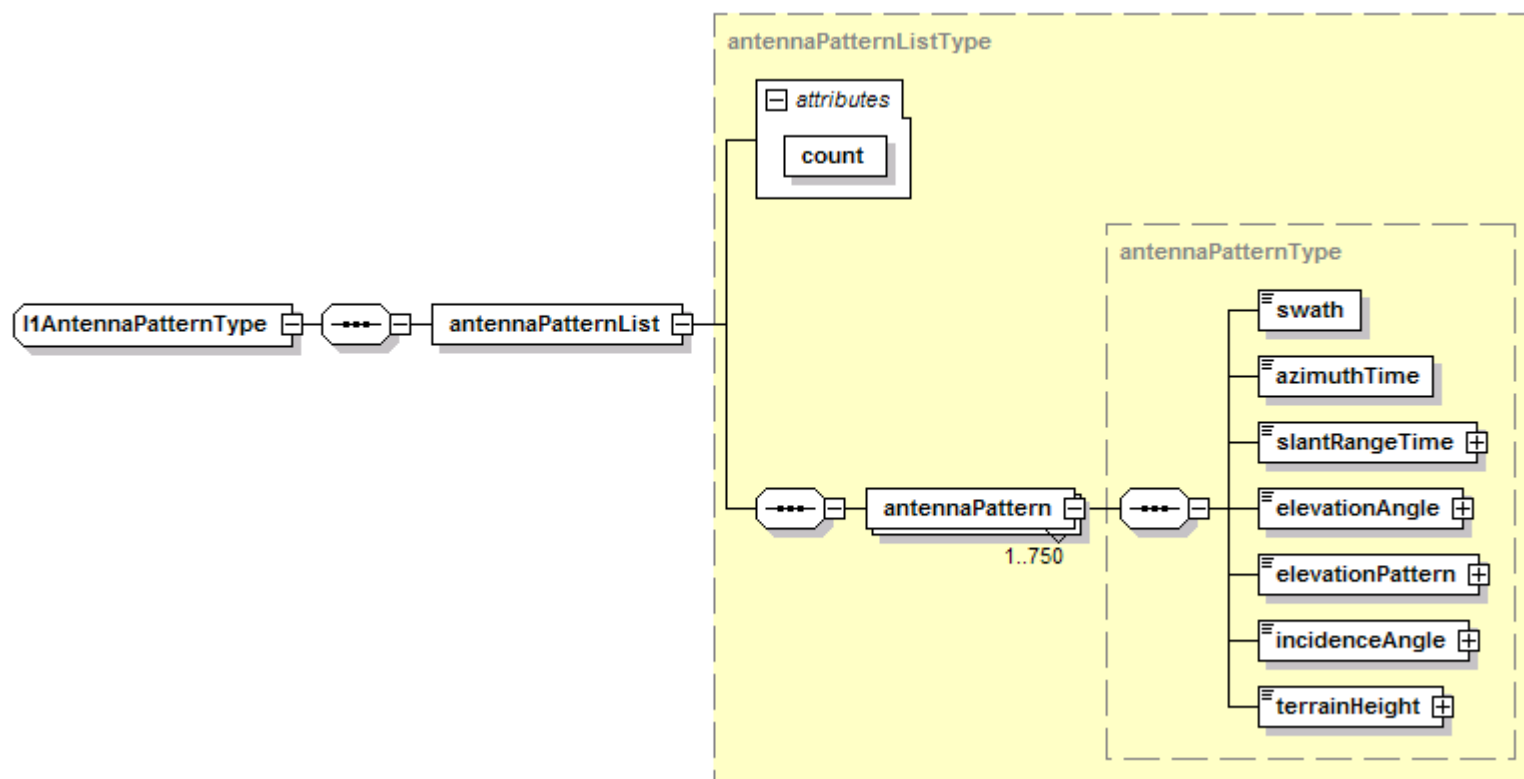 antennaPatternListType
attributes
count
antennaPatternType
l1AntennaPatternType
antennaPatternList
swath
azimuthTime
slantRangeTime
antennaPattern
elevationAngle
1..750
elevationPattern
incidenceAngle
terrainHeight